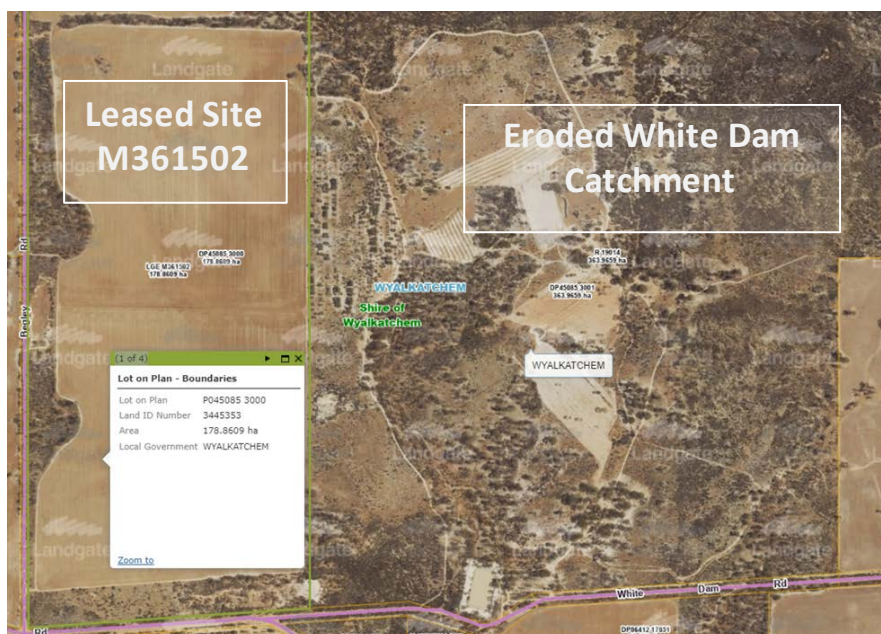 Leased Site
M361502
Eroded White Dam
Catchment
Landgate
DP45085 3000
178.8609 ha
LGE M361502
178.8609 ha
R 19014
363.9659 ha
DP45085 3001
363.9659 ha
WYALKATCHEM
Shire of
Wyalkatchem
WYALKATCHEM
Begley
Rd
(1 of 4)
Lot on Plan - Boundaries
Lot on Plan P045085 3000
Land ID Number 3445353
Area 178.8609 ha
Local Government WYALKATCHEM
Zoom to
White Dam Rd
Rd
DP86412 17831